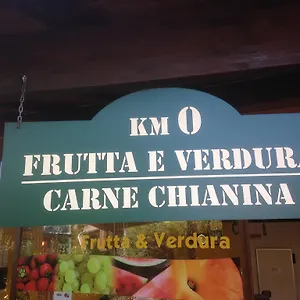 KM 0
FRUTTA E VERDURA
CARNE CHIANINA
Frutta & Verdura